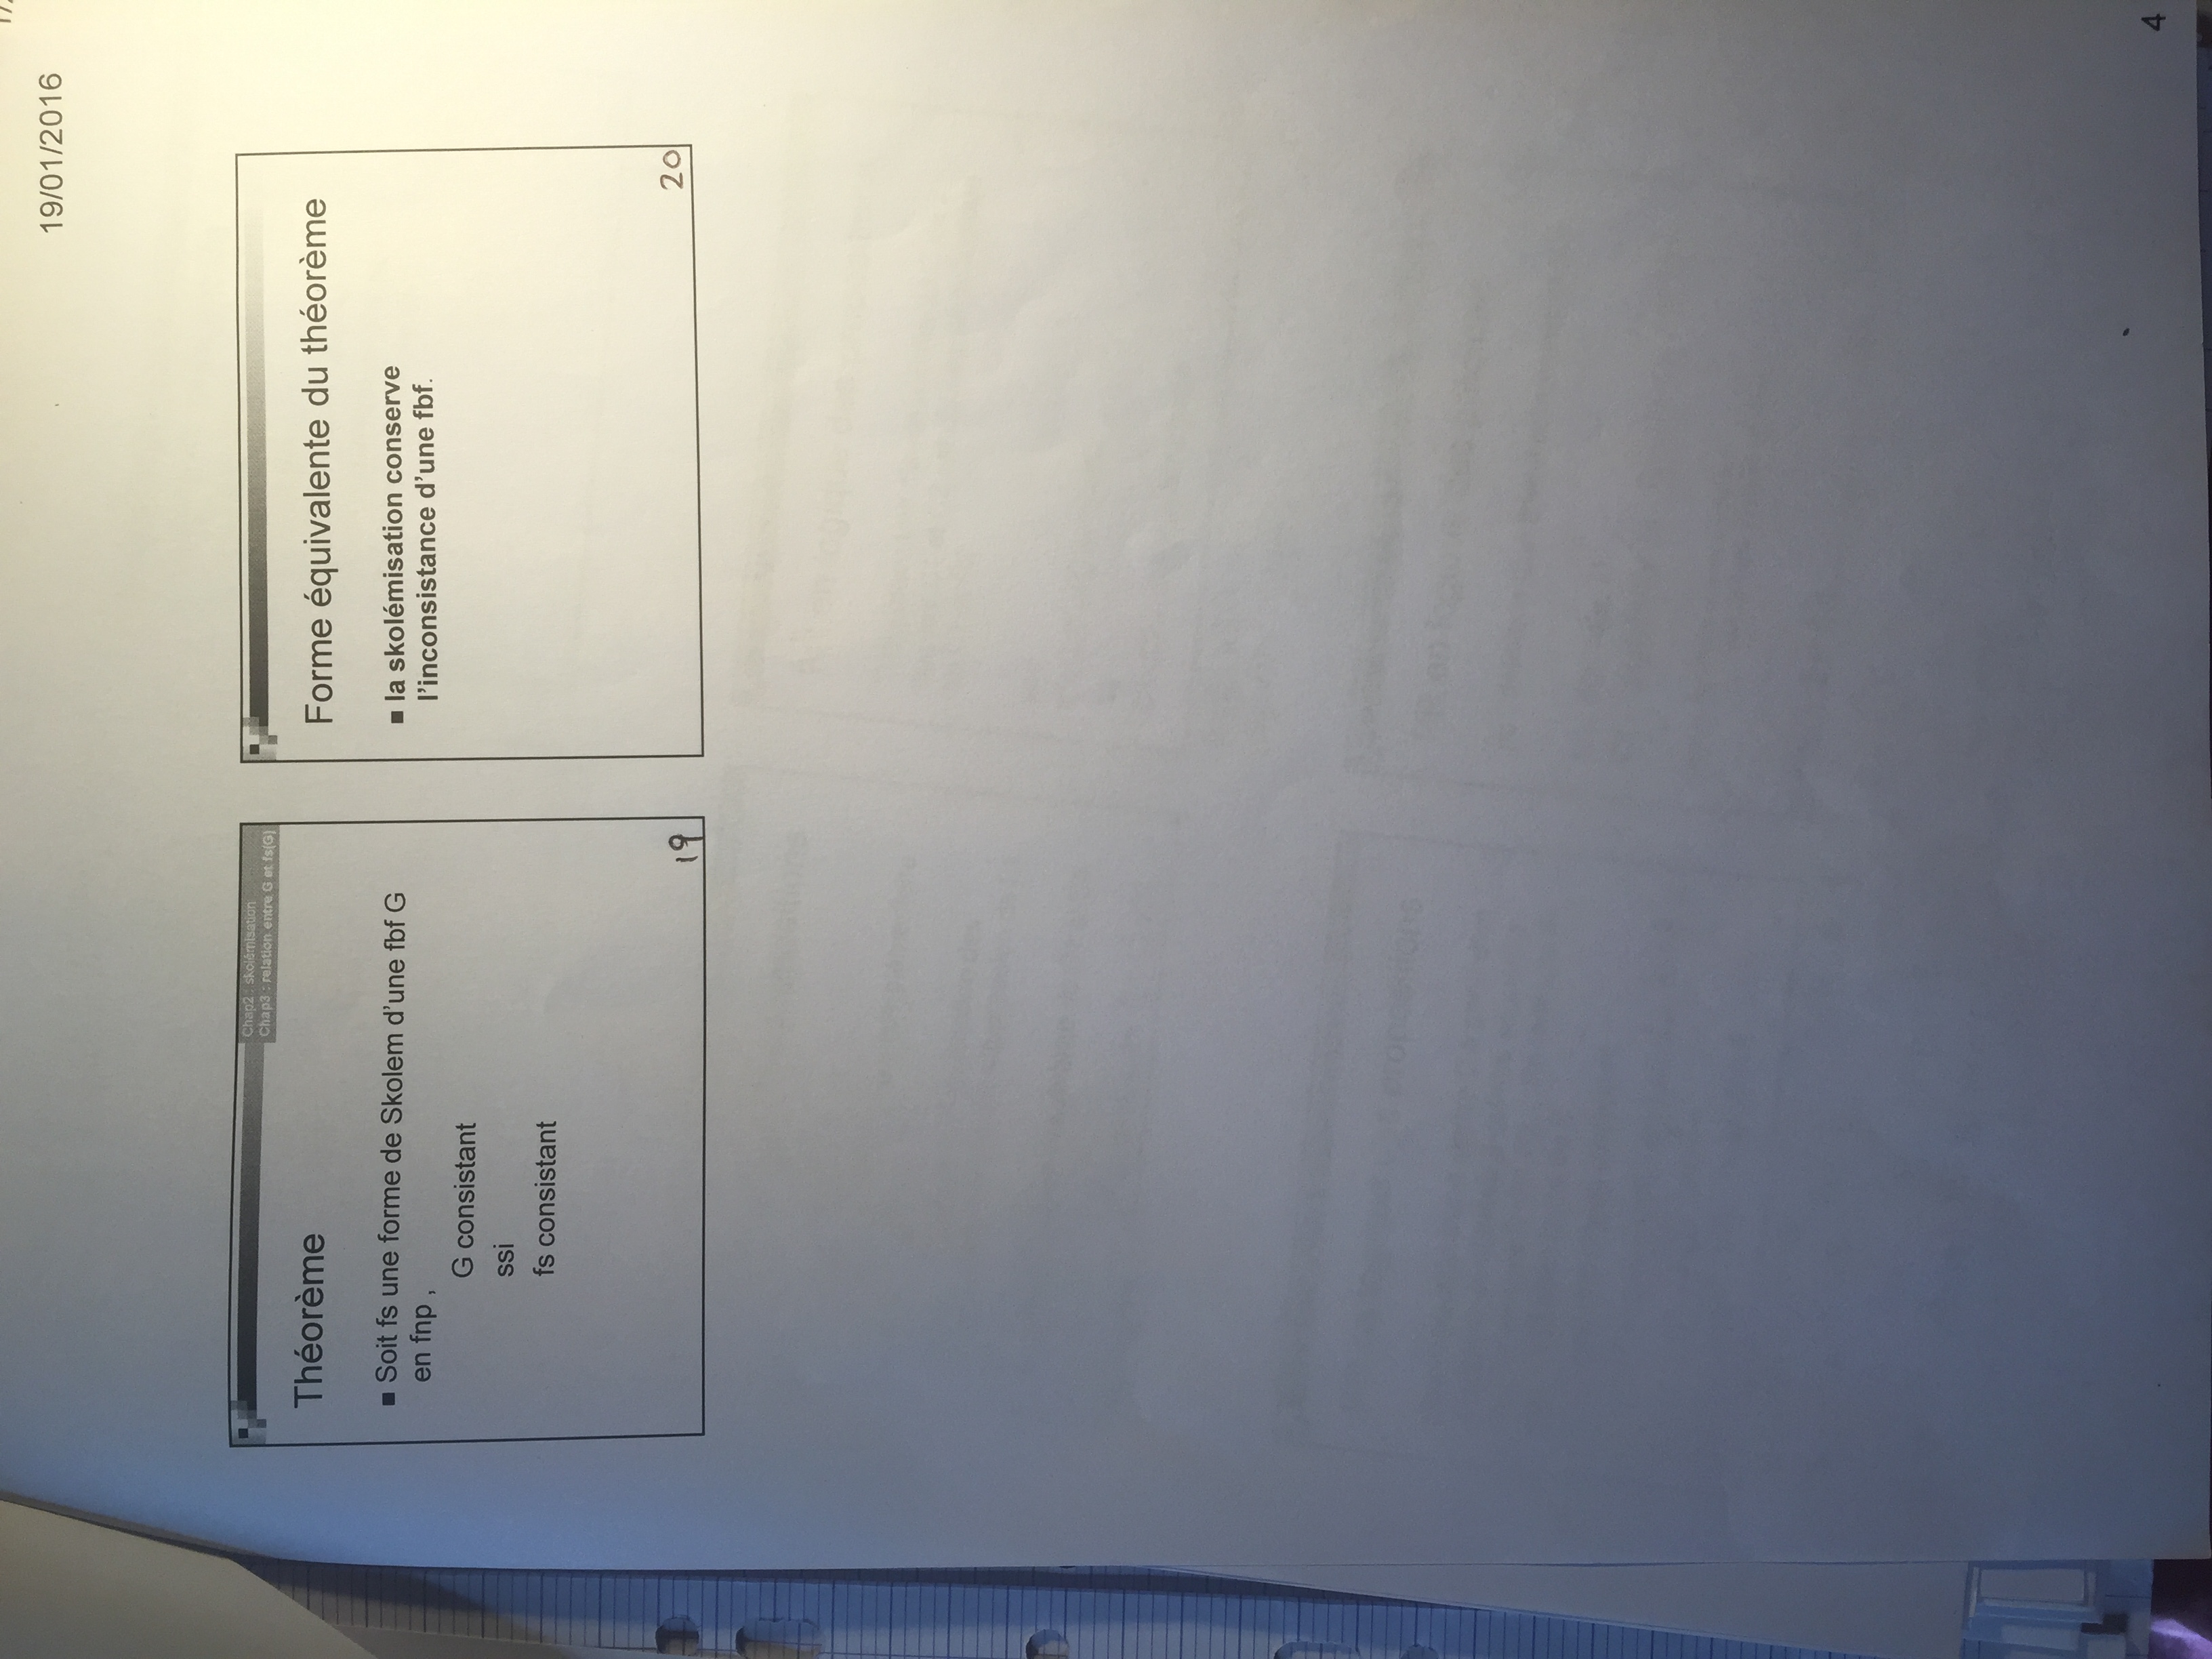 19/01/2016
Chap2 : skolémisation
Chap3 : relation entre G et fs(G)
Théorème
■ Soit fs une forme de Skolem d'une fbf G
en fnp ,
G consistant
ssi
fs consistant
19
Forme équivalente du théorème
■ la skolémisation conserve
l'inconsistance d'une fbf.
20
4